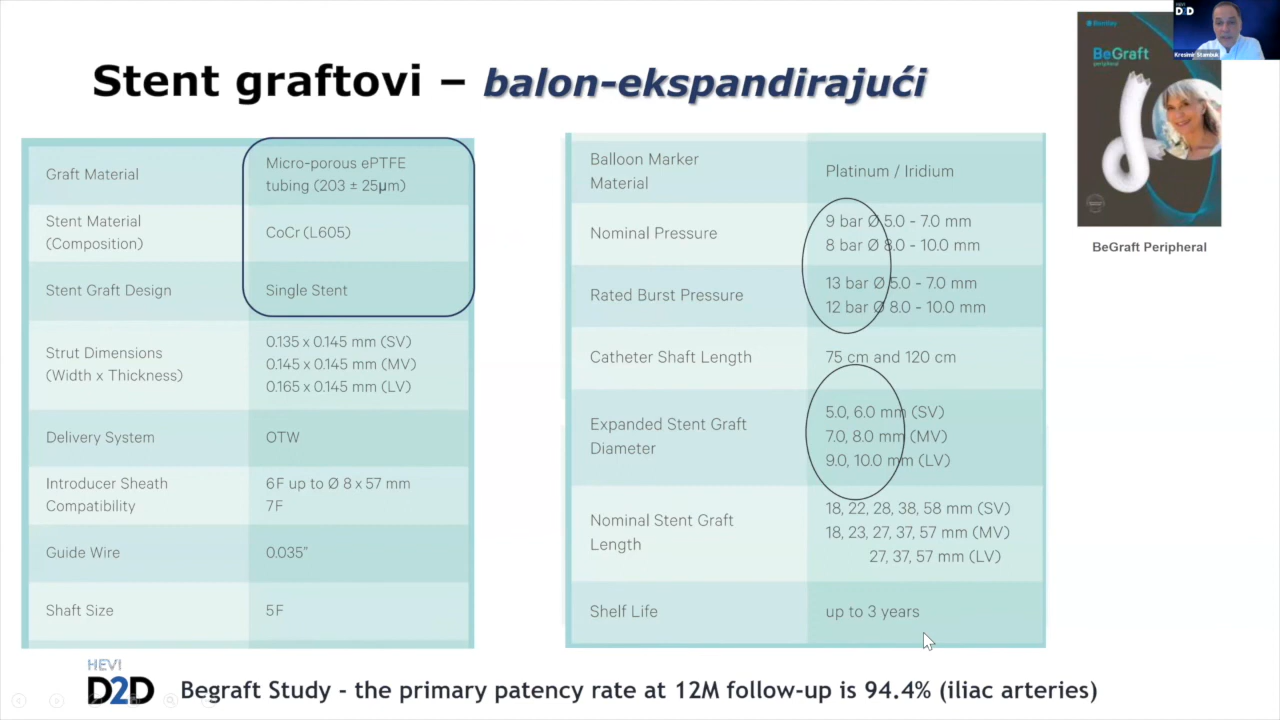 Stent graftovi – balon-ekspandirajući
Graft Material
Micro-porous ePTFE
tubing (203 ± 25µm)
Stent Material
(Composition)
CoCr (L605)
Stent Graft Design
Single Stent
Strut Dimensions
(Width x Thickness)
0.135 x 0.145 mm (SV)
0.145 x 0.145 mm (MV)
0.165 x 0.145 mm (LV)
Delivery System
OTW
Introducer Sheath
Compatibility
6F up to Ø 8 x 57 mm
7F
Guide Wire
0.035”
Shaft Size
5F
Balloon Marker
Material
Platinum / Iridium
Nominal Pressure
9 bar Ø 5.0 - 7.0 mm
8 bar Ø 8.0 - 10.0 mm
Rated Burst Pressure
13 bar Ø 5.0 - 7.0 mm
12 bar Ø 8.0 - 10.0 mm
Catheter Shaft Length
75 cm and 120 cm
Expanded Stent Graft
Diameter
5.0, 6.0 mm (SV)
7.0, 8.0 mm (MV)
9.0, 10.0 mm (LV)
Nominal Stent Graft
Length
18, 22, 28, 38, 58 mm (SV)
18, 23, 27, 37, 57 mm (MV)
27, 37, 57 mm (LV)
Shelf Life
up to 3 years
Bentley
BeGraft
peripheral
BeGraft Peripheral
HEVI
D2D
Kresimir Stambuk
HEVI
D2D
Begraft Study - the primary patency rate at 12M follow-up is 94.4% (iliac arteries)